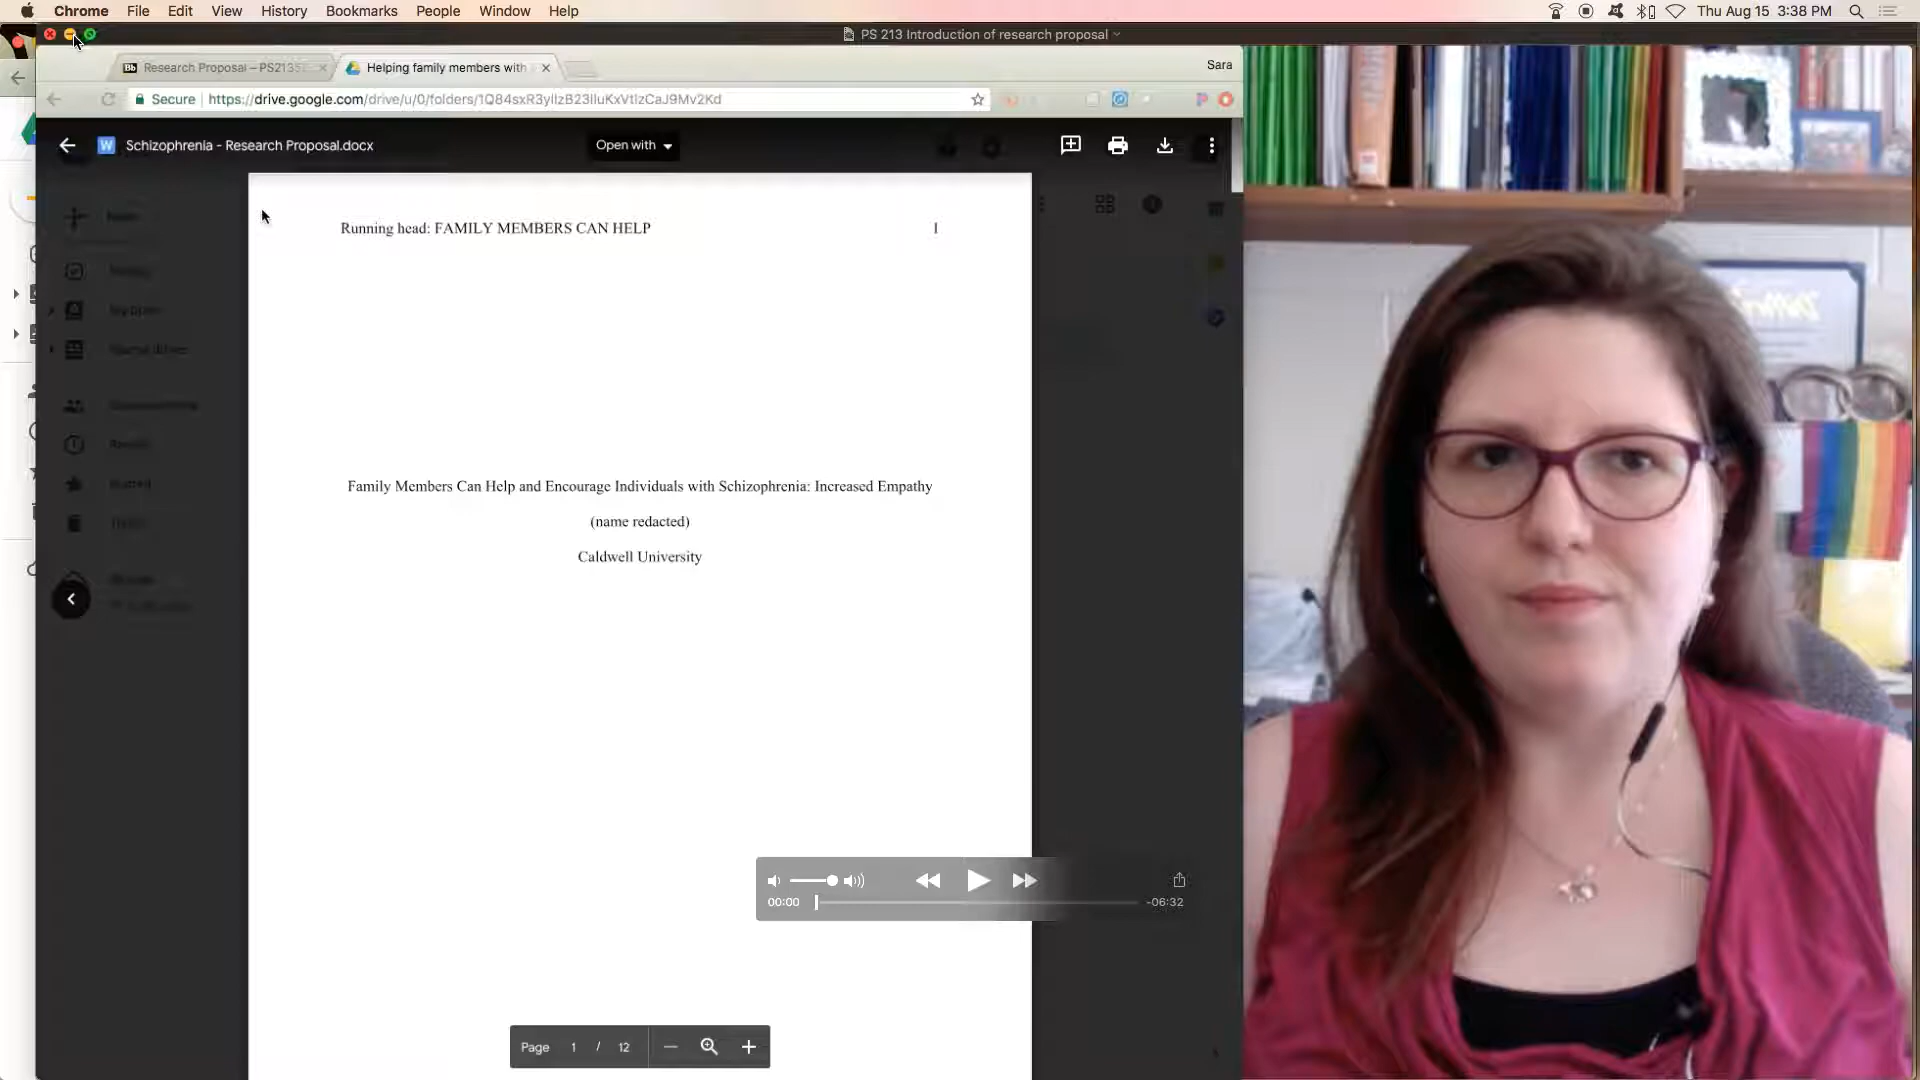 Chrome File Edit View History Bookmarks People Window Help
Thu Aug 15 3:38 PM
PS 213 Introduction of research proposal
Bb Research Proposal – PS213
Helping family members with
Sara
Secure https://drive.google.com/drive/u/0/folders/1Q84sxR3yIIzB23IIuKxVtIzCaJ9Mv2Kd
W Schizophrenia - Research Proposal.docx
Open with
Running head: FAMILY MEMBERS CAN HELP 1
Family Members Can Help and Encourage Individuals with Schizophrenia: Increased Empathy
(name redacted)
Caldwell University
00:00 -06:32
Page 1 / 12